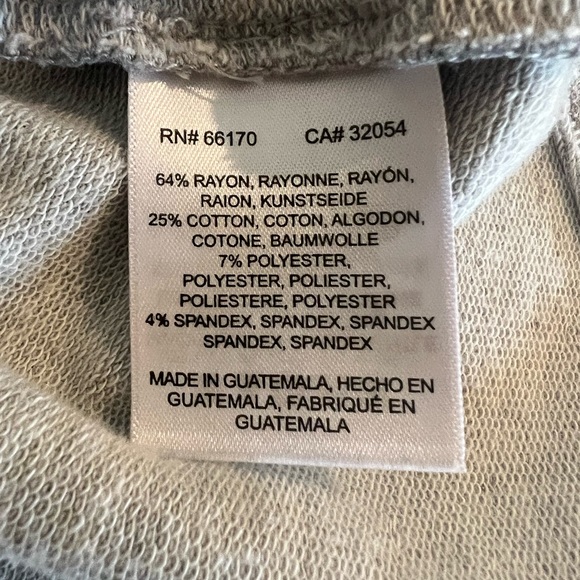 RN# 66170 CA# 32054
64% RAYON, RAYONNE, RAYÓN,
RAION, KUNSTSEIDE
25% COTTON, COTON, ALGODON,
COTONE, BAUMWOLLE
7% POLYESTER,
POLYESTER, POLIESTER,
POLIESTERE, POLYESTER
4% SPANDEX, SPANDEX, SPANDEX
SPANDEX, SPANDEX
MADE IN GUATEMALA, HECHO EN
GUATEMALA, FABRIQUÉ EN
GUATEMALA